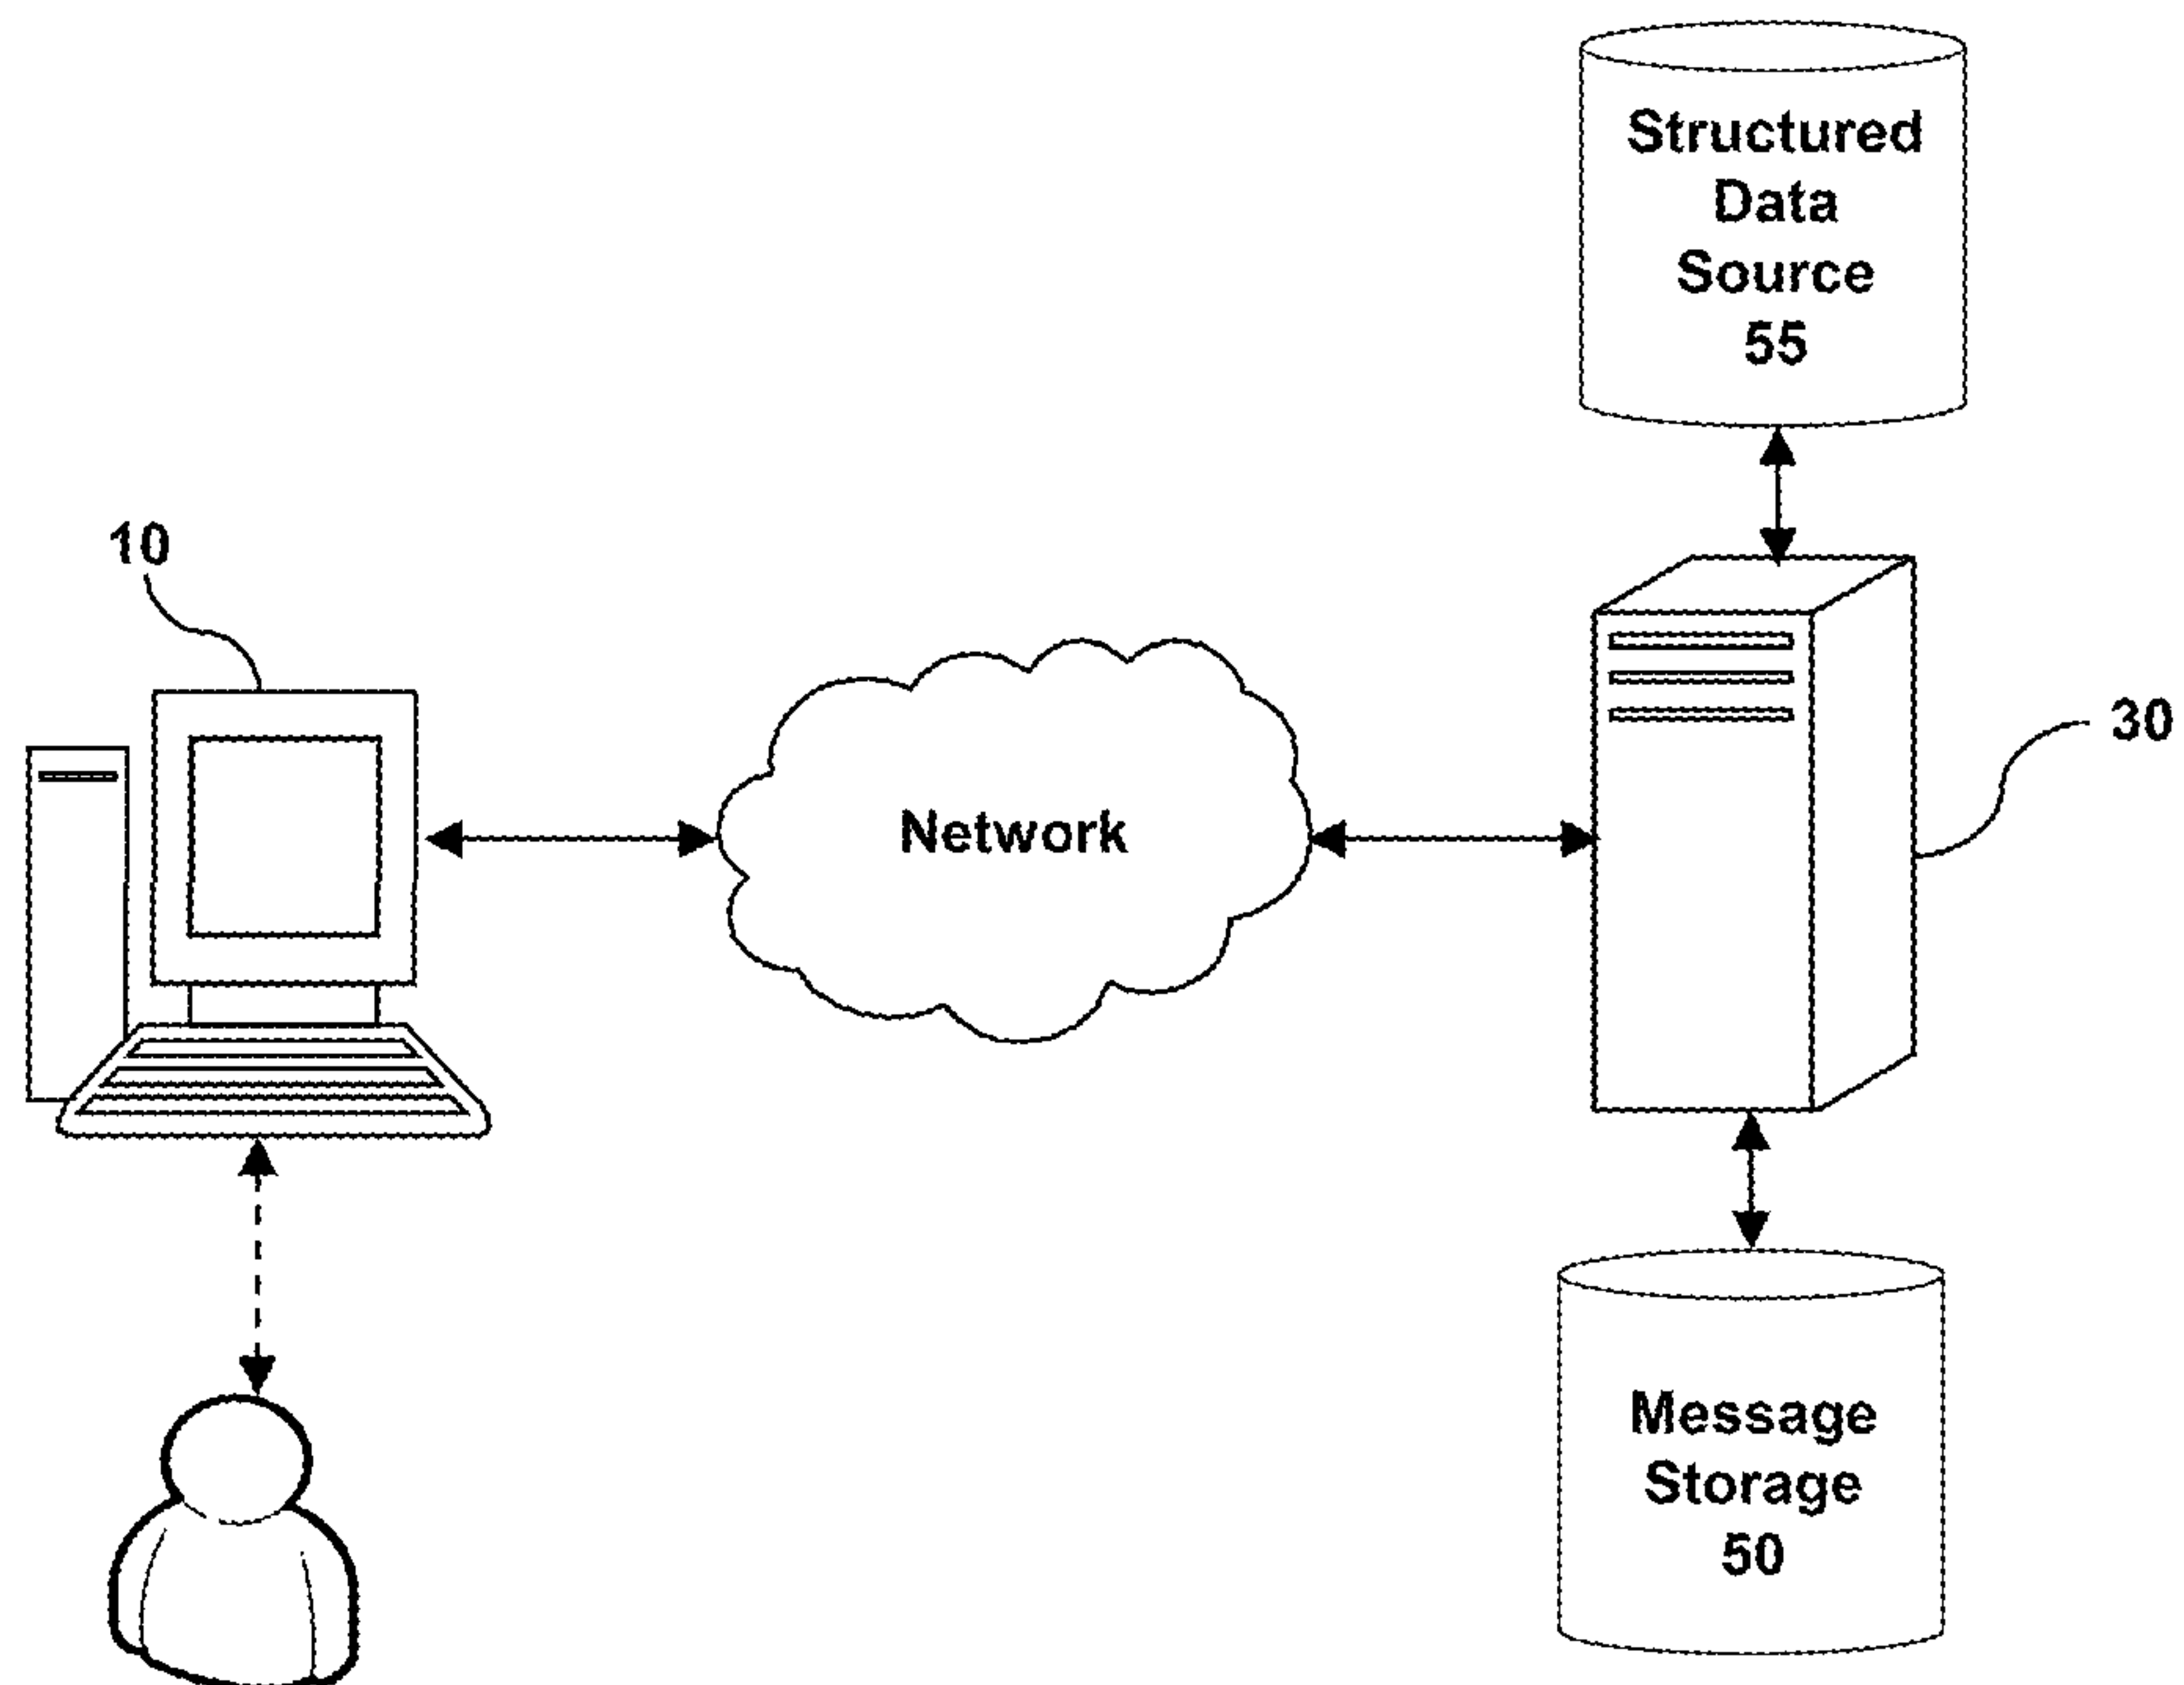 Structured
Data
Source
55
10
30
Network
Message
Storage
50